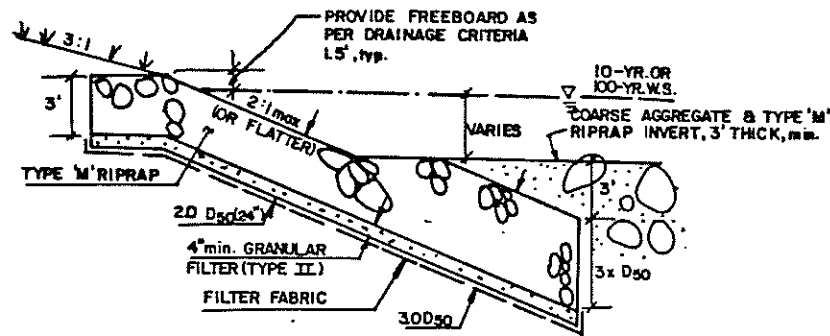 3:1
PROVIDE FREEBOARD AS
PER DRAINAGE CRITERIA
1.5', typ.
10-YR. OR
100-YR. W.S.
3'
2:1 max
(OR FLATTER)
VARIES
COARSE AGGREGATE & TYPE 'M'
RIPRAP INVERT, 3' THICK, min.
TYPE 'M' RIPRAP
3'
2.0 D50 (24")
4" min. GRANULAR
FILTER (TYPE II)
3 x D50
FILTER FABRIC
3.0 D50